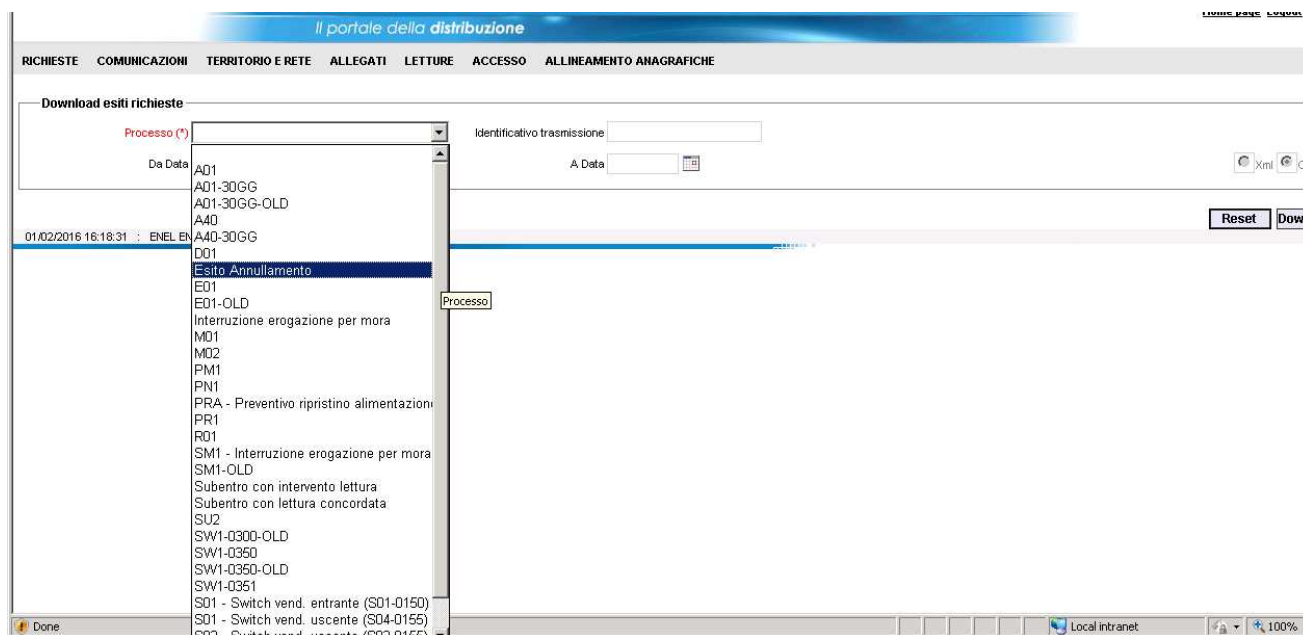 Home page Logout
Il portale della distribuzione
RICHIESTE COMUNICAZIONI TERRITORIO E RETE ALLEGATI LETTURE ACCESSO ALLINEAMENTO ANAGRAFICHE
Download esiti richieste
Processo (*) Identificativo trasmissione
Da Data A Data Xml
Reset Dow
01/02/2016 16:18:31 : ENEL EN
A01
A01-30GG
A01-30GG-OLD
A40
A40-30GG
D01
Esito Annullamento
E01
E01-OLD
Processo
Interruzione erogazione per mora
M01
M02
PM1
PN1
PRA - Preventivo ripristino alimentazion
PR1
R01
SM1 - Interruzione erogazione per mora
SM1-OLD
Subentro con intervento lettura
Subentro con lettura concordata
SU2
SW1-0300-OLD
SW1-0350
SW1-0350-OLD
SW1-0351
S01 - Switch vend. entrante (S01-0150)
S01 - Switch vend. uscente (S04-0155)
Done Local intranet 100%